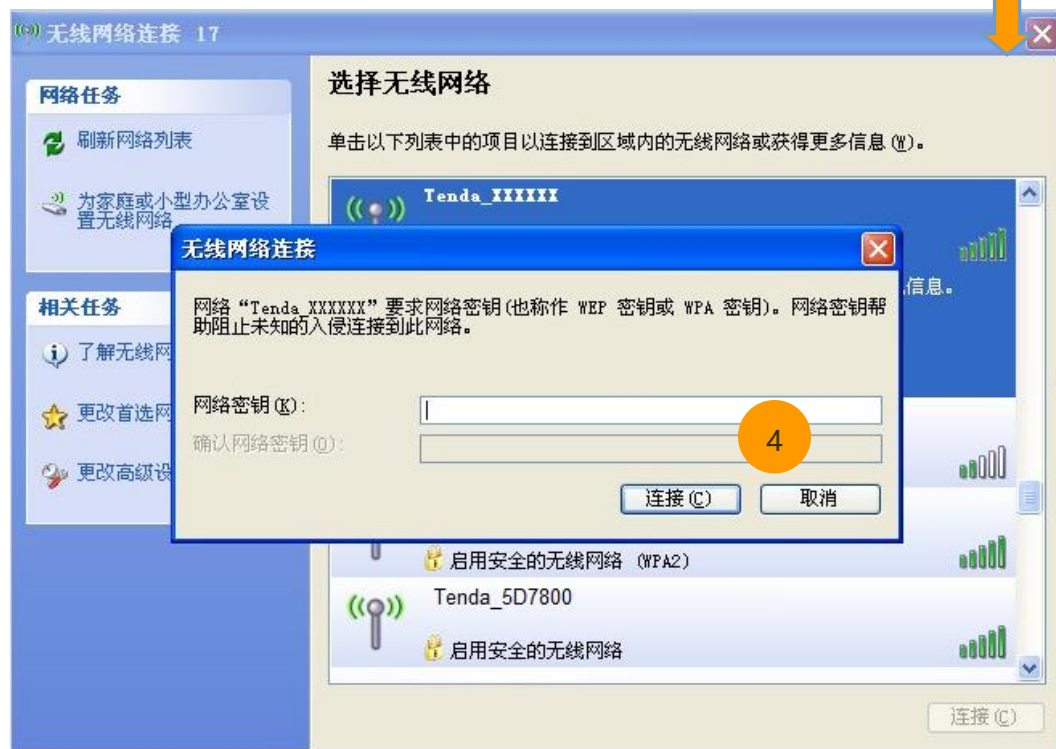 无线网络连接 17
网络任务
刷新网络列表
为家庭或小型办公室设
置无线网络
相关任务
了解无线网
更改首选网
更改高级设
选择无线网络
单击以下列表中的项目以连接到区域内的无线网络或获得更多信息(W)。
Tenda_XXXXXX
信息。
无线网络连接
网络“Tenda_XXXXXX”要求网络密钥(也称作 WEP 密钥或 WPA 密钥)。网络密钥帮
助阻止未知的入侵连接到此网络。
网络密钥(K):
确认网络密钥(O):
4
连接(C)
取消
启用安全的无线网络 (WPA2)
Tenda_5D7800
启用安全的无线网络
连接(C)